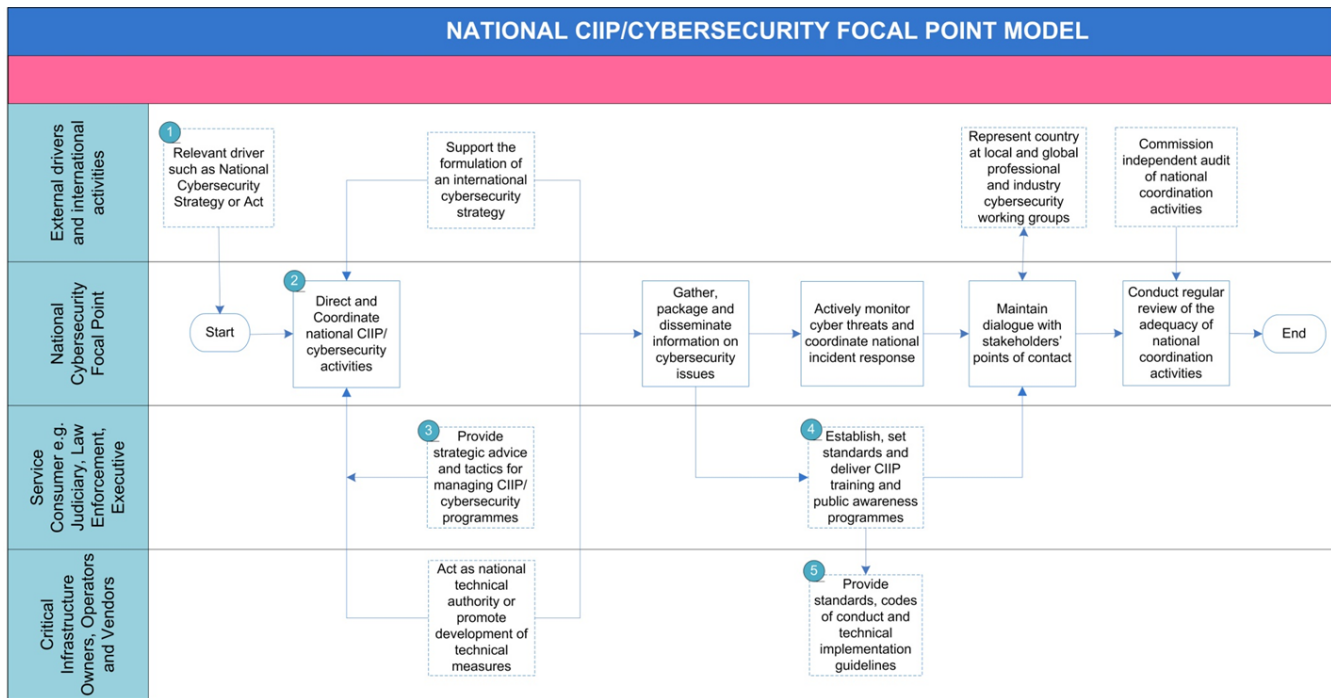 NATIONAL CIIP/CYBERSECURITY FOCAL POINT MODEL
External drivers
and international
activities
1
Relevant driver
such as National
Cybersecurity
Strategy or Act
Support the
formulation of
an international
cybersecurity
strategy
Represent country
at local and global
professional
and industry
cybersecurity
working groups
Commission
independent audit
of national
coordination
activities
National
Cybersecurity
Focal Point
Start
2
Direct and
Coordinate
national CIIP/
cybersecurity
activities
Gather,
package and
disseminate
information on
cybersecurity
issues
Actively monitor
cyber threats and
coordinate national
incident response
Maintain
dialogue with
stakeholders'
points of contact
Conduct regular
review of the
adequacy of
national
coordination
activities
End
Service
Consumer e.g.
Judiciary, Law
Enforcement,
Executive
3
Provide
strategic advice
and tactics for
managing CIIP/
cybersecurity
programmes
4
Establish, set
standards and
deliver CIIP
training and
public awareness
programmes
Critical
Infrastructure
Owners, Operators
and Vendors
Act as national
technical
authority or
promote
development of
technical
measures
5
Provide
standards, codes
of conduct and
technical
implementation
guidelines